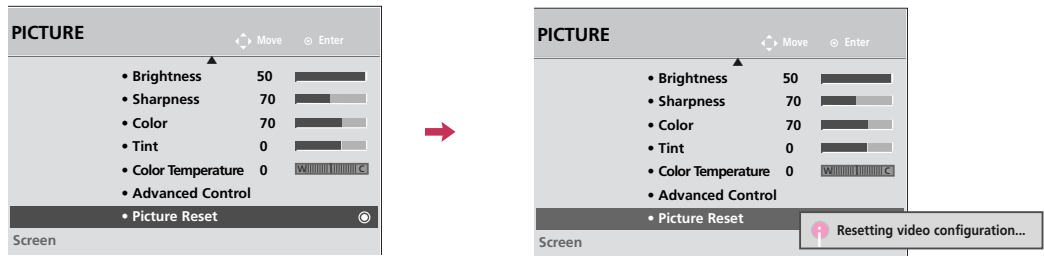 PICTURE
Move Enter
• Brightness 50
• Sharpness 70
• Color 70
• Tint 0
• Color Temperature 0 W C
• Advanced Control
• Picture Reset
Screen
PICTURE
Move Enter
• Brightness 50
• Sharpness 70
• Color 70
• Tint 0
• Color Temperature 0 W C
• Advanced Control
• Picture Reset
Resetting video configuration...
Screen